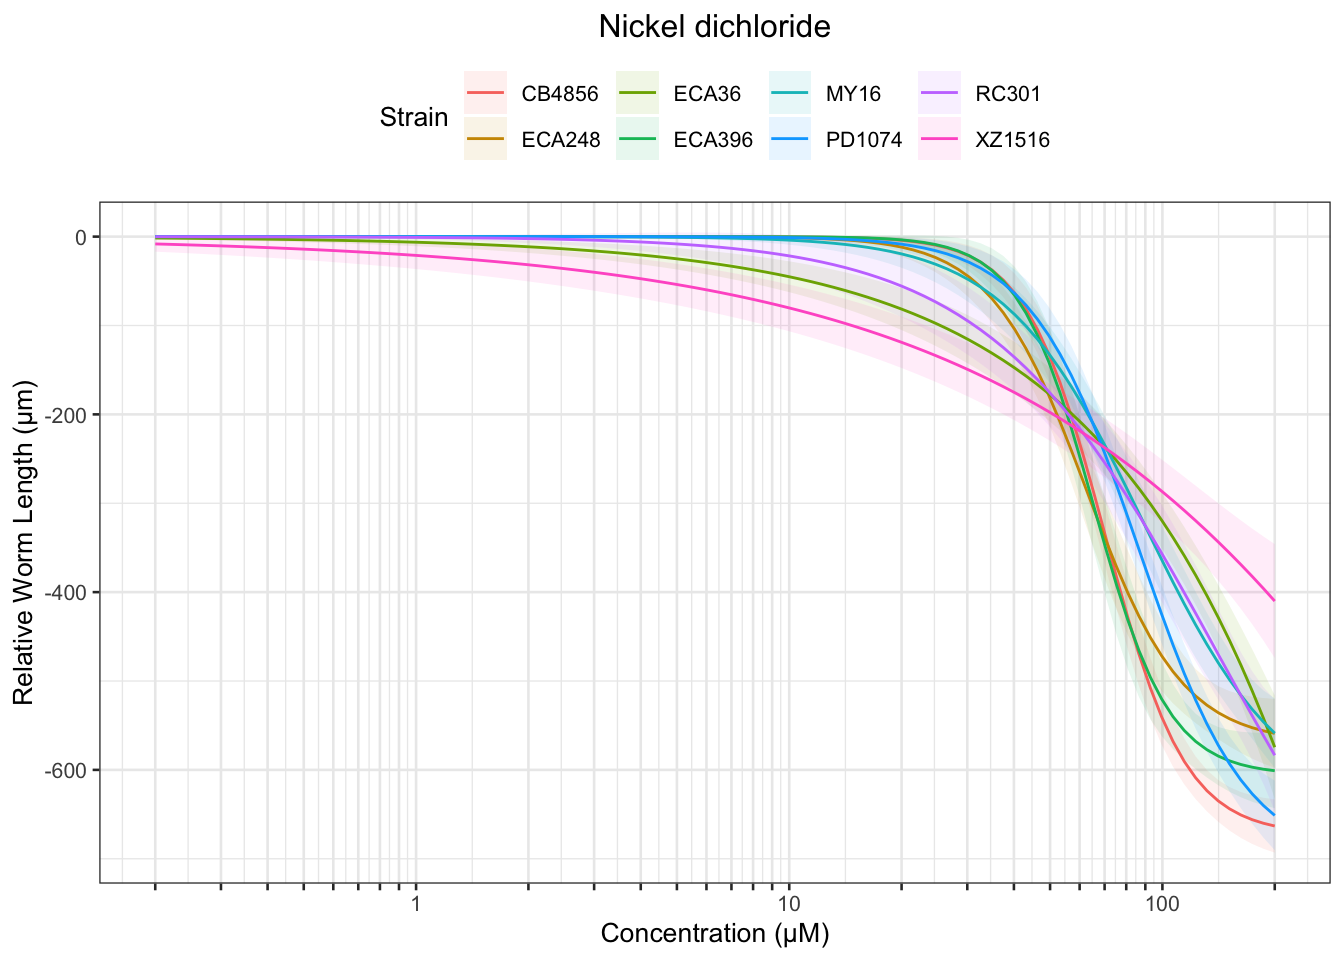 Nickel dichloride
Strain
CB4856 ECA36 MY16 RC301
ECA248 ECA396 PD1074 XZ1516
Relative Worm Length (µm)
0
-200
-400
-600
1 10 100
Concentration (µM)